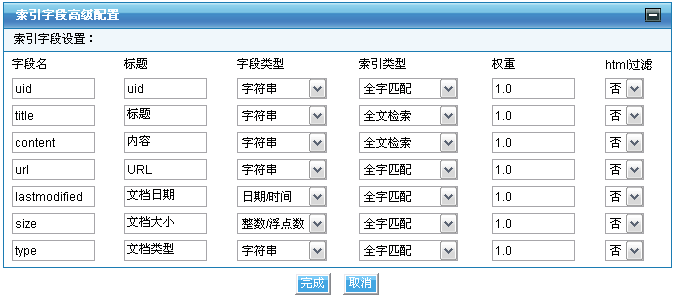 索引字段高级配置
索引字段设置：
字段名 标题 字段类型 索引类型 权重 html过滤
uid uid 字符串 全字匹配 1.0 否
title 标题 字符串 全文检索 1.0 否
content 内容 字符串 全文检索 1.0 否
url URL 字符串 全字匹配 1.0 否
lastmodified 文档日期 日期/时间 全字匹配 1.0 否
size 文档大小 整数/浮点数 全字匹配 1.0 否
type 文档类型 字符串 全字匹配 1.0 否
完成 取消